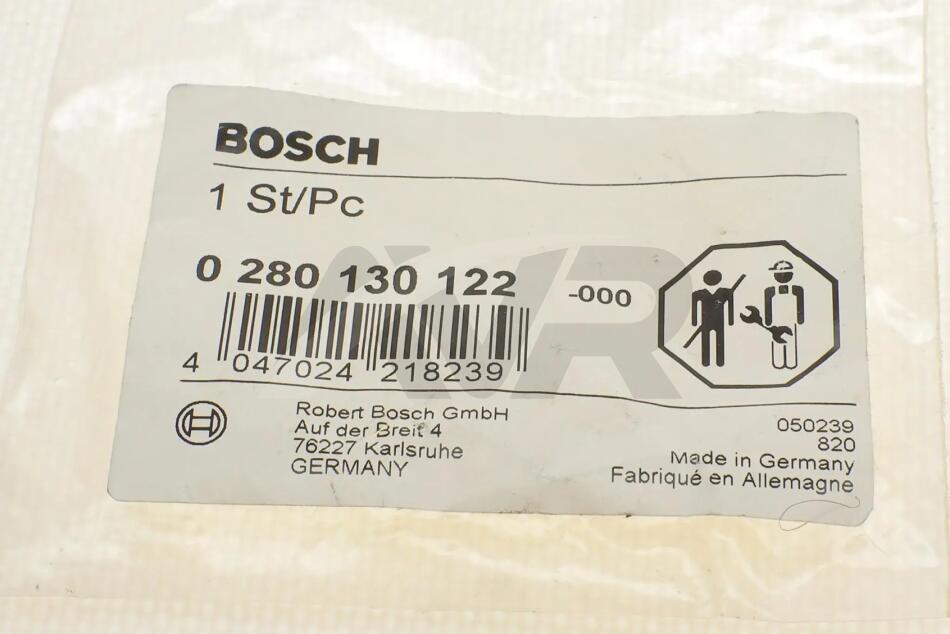 BOSCH
1 St/Pc
0 280 130 122 -000
4 047024 218239
Robert Bosch GmbH
Auf der Breit 4
76227 Karlsruhe
GERMANY
050239
820
Made in Germany
Fabriqué en Allemagne
AVR